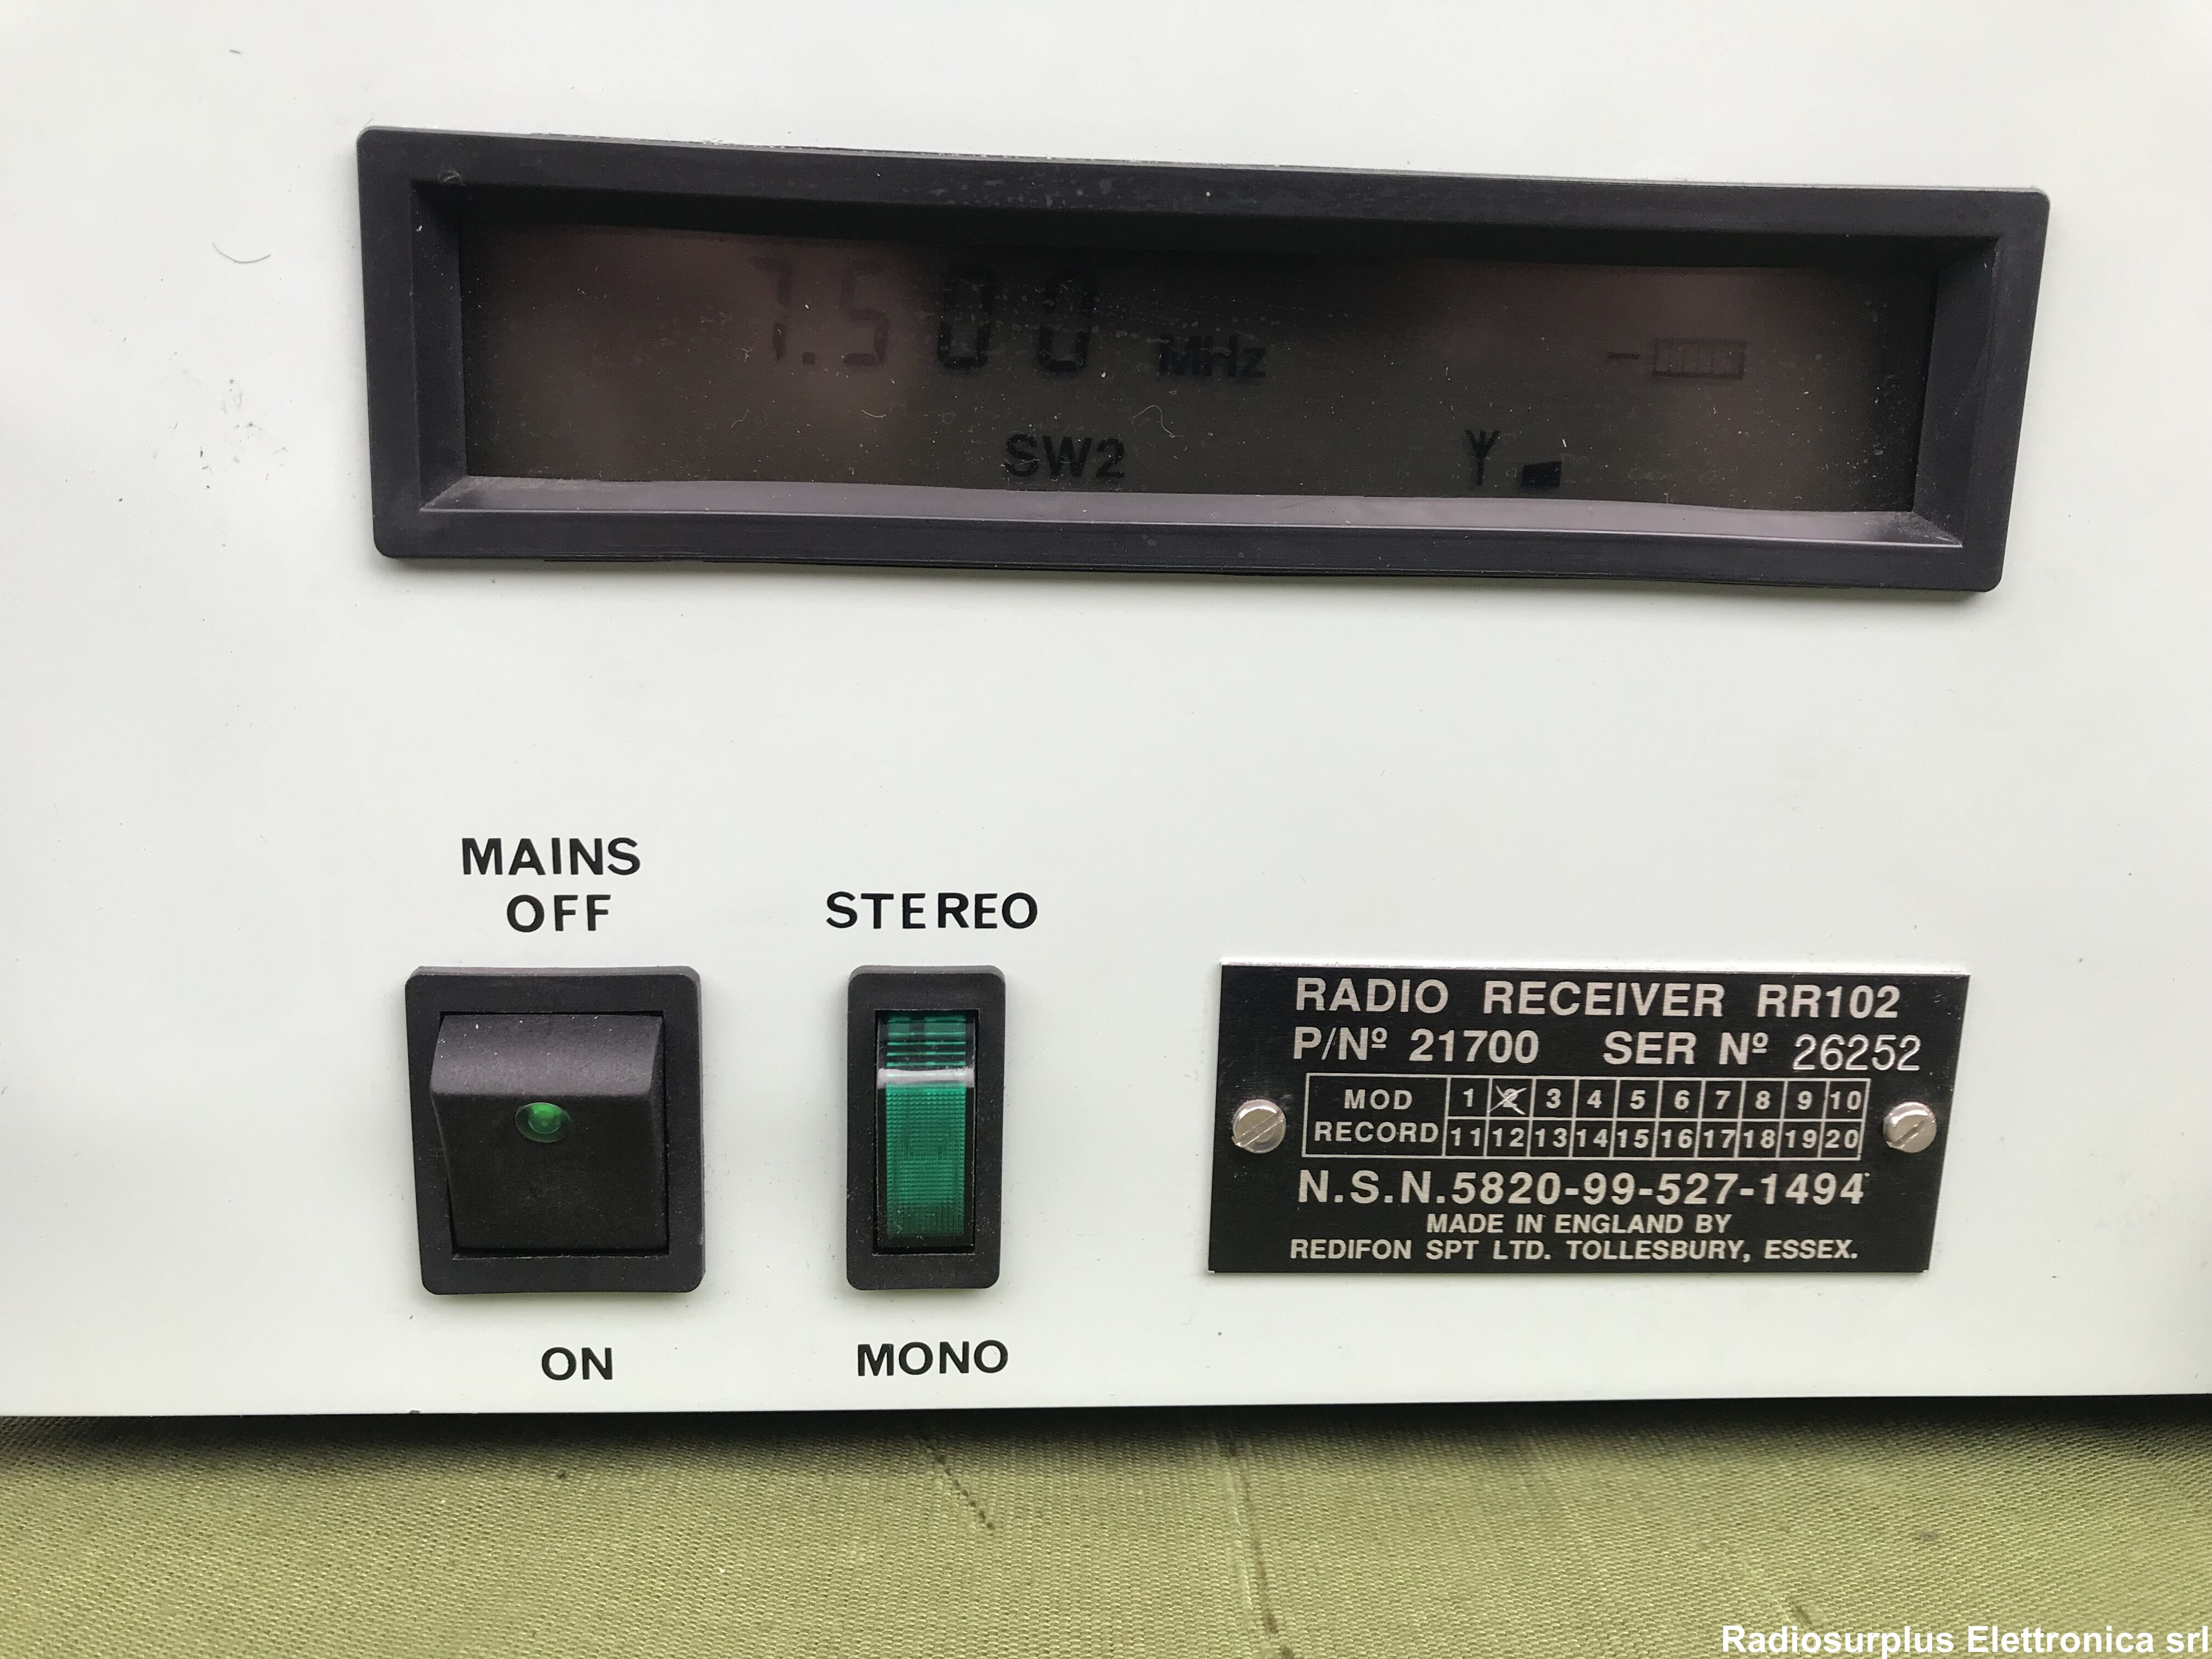 7.500 MHz
SW2
MAINS
OFF
STEREO
ON
MONO
RADIO RECEIVER RR102
P/Nº 21700 SER Nº 26252
MOD 1 2 3 4 5 6 7 8 9 10
RECORD 11 12 13 14 15 16 17 18 19 20
N.S.N.5820-99-527-1494
MADE IN ENGLAND BY
REDIFON SPT LTD. TOLLESBURY, ESSEX.
Radiosurplus Elettronica srl